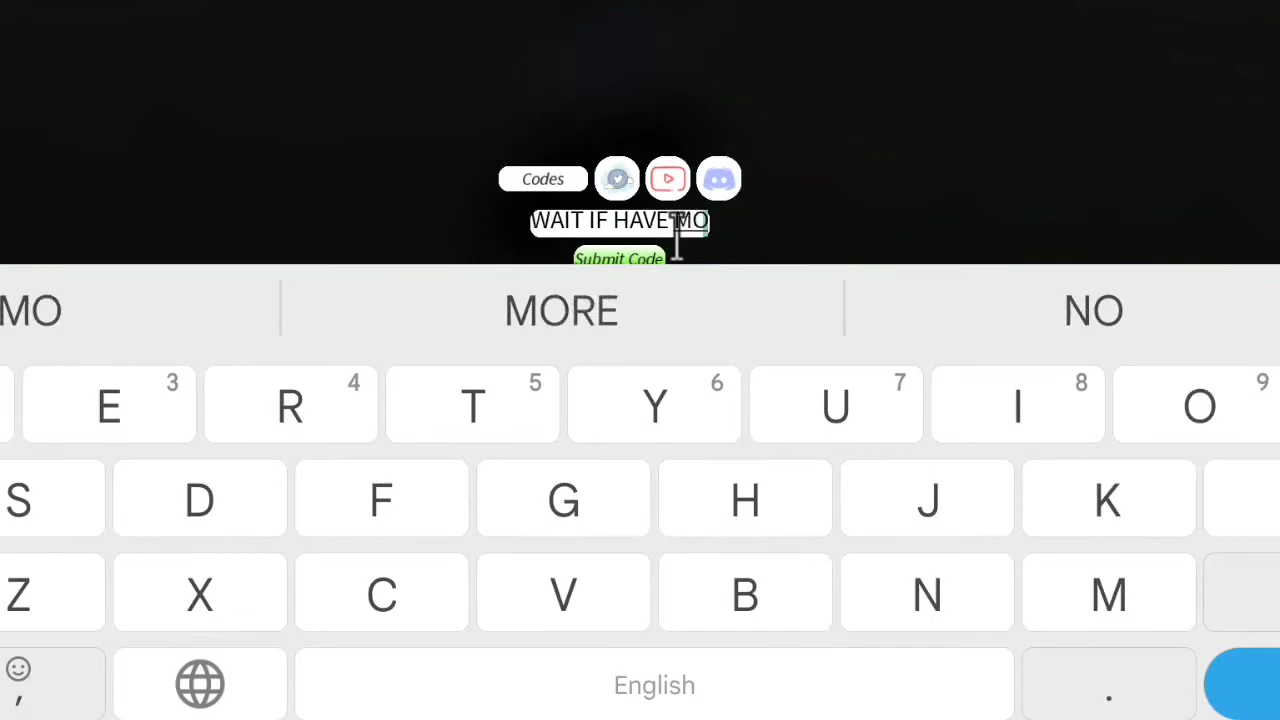 Codes
WAIT IF HAVE MO
Submit Code
MO MORE NO
E 3 R 4 T 5 Y 6 U 7 I 8 O 9
S D F G H J K
Z X C V B N M
, English .